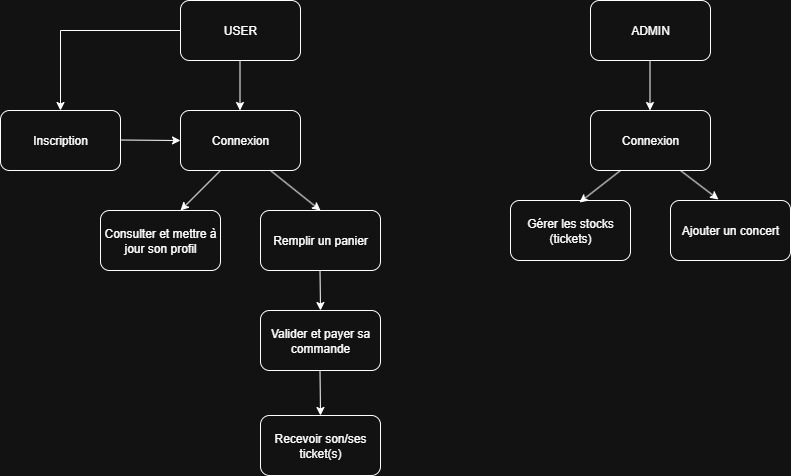 USER
ADMIN
Inscription
Connexion
Connexion
Consulter et mettre à
jour son profil
Remplir un panier
Gérer les stocks
(tickets)
Ajouter un concert
Valider et payer sa
commande
Recevoir son/ses
ticket(s)